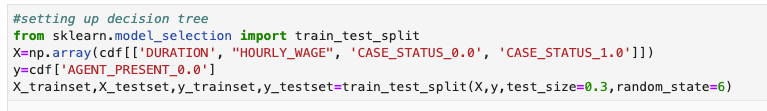 #setting up decision tree
from sklearn.model_selection import train_test_split
X=np.array(cdf[['DURATION', "HOURLY_WAGE", 'CASE_STATUS_0.0', 'CASE_STATUS_1.0']])
y=cdf['AGENT_PRESENT_0.0']
X_trainset,X_testset,y_trainset,y_testset=train_test_split(X,y,test_size=0.3,random_state=6)